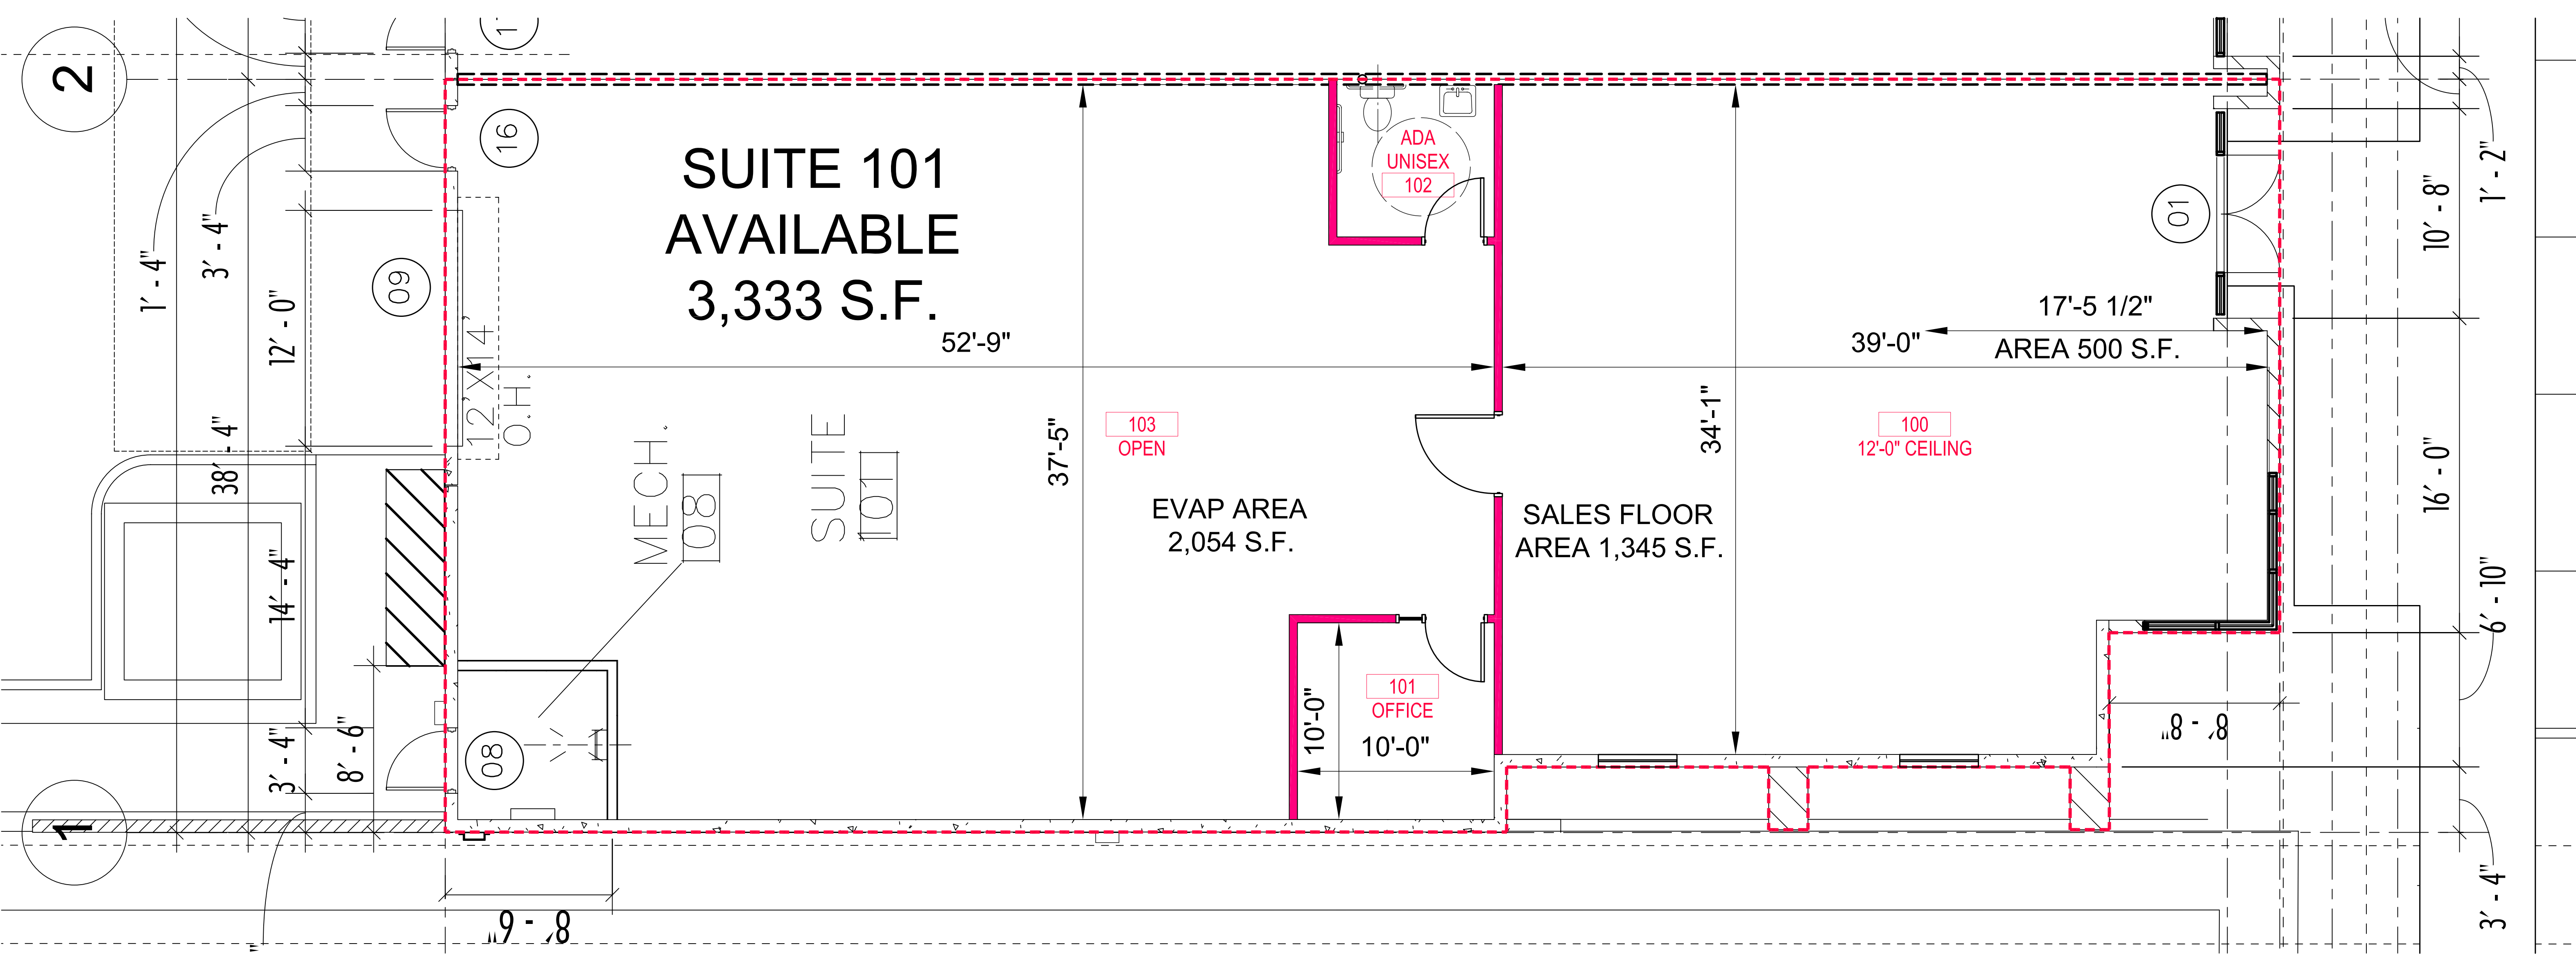 2
1
16
09
08
01
SUITE 101
AVAILABLE
3,333 S.F.
ADA
UNISEX
102
52'-9"
39'-0"
17'-5 1/2"
AREA 500 S.F.
37'-5"
34'-1"
103
OPEN
100
12'-0" CEILING
EVAP AREA
2,054 S.F.
SALES FLOOR
AREA 1,345 S.F.
101
OFFICE
10'-0"
10'-0"
MECH.
08
SUITE
101
12'X14'
O.H.
1' - 4"
3' - 4"
12' - 0"
38' - 4"
14' - 4"
3' - 4"
8' - 6"
8' - 6"
8' - 8"
1' - 2"
10' - 8"
16' - 0"
6' - 10"
3' - 4"